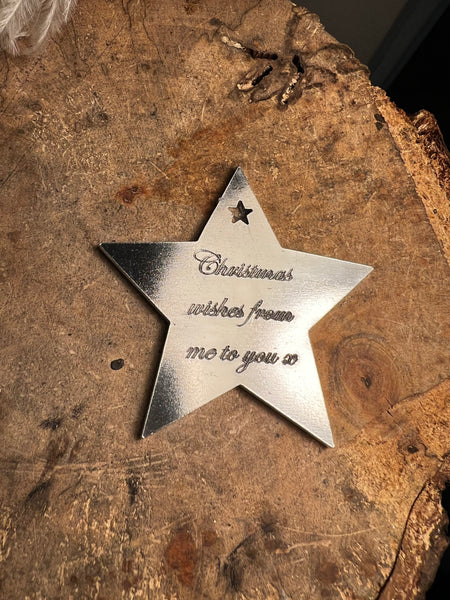 Christmas
wishes from
me to you x